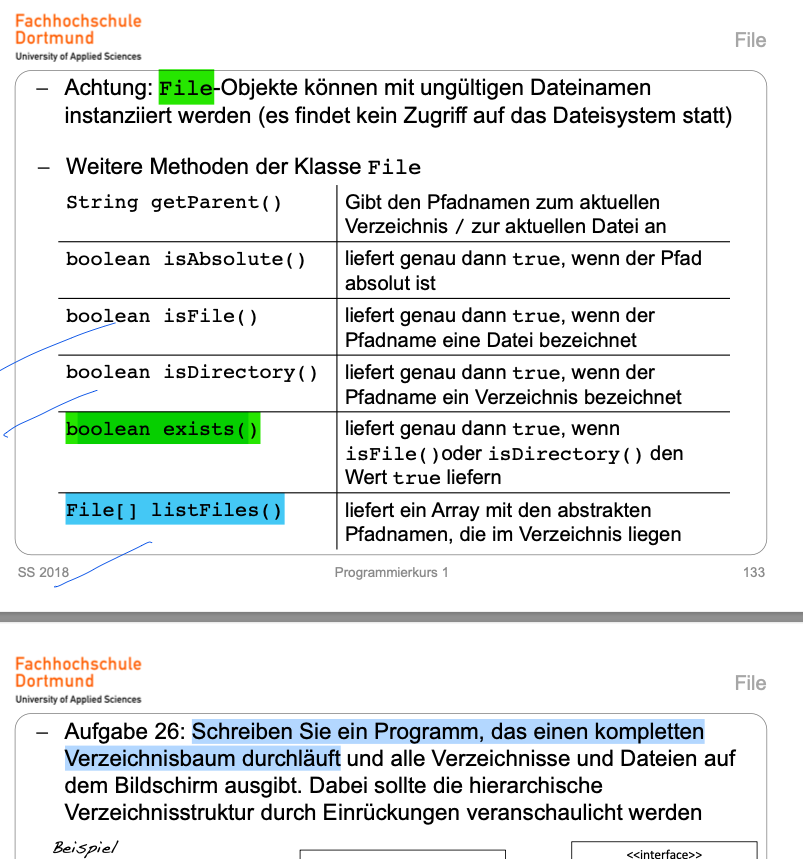 Fachhochschule
Dortmund
University of Applied Sciences
File
– Achtung: File-Objekte können mit ungültigen Dateinamen
instanziiert werden (es findet kein Zugriff auf das Dateisystem statt)
– Weitere Methoden der Klasse File
String getParent()
Gibt den Pfadnamen zum aktuellen
Verzeichnis / zur aktuellen Datei an
boolean isAbsolute()
liefert genau dann true, wenn der Pfad
absolut ist
boolean isFile()
liefert genau dann true, wenn der
Pfadname eine Datei bezeichnet
boolean isDirectory()
liefert genau dann true, wenn der
Pfadname ein Verzeichnis bezeichnet
boolean exists()
liefert genau dann true, wenn
isFile()oder isDirectory() den
Wert true liefern
File[] listFiles()
liefert ein Array mit den abstrakten
Pfadnamen, die im Verzeichnis liegen
SS 2018 Programmierkurs 1 133
Fachhochschule
Dortmund
University of Applied Sciences
File
– Aufgabe 26: Schreiben Sie ein Programm, das einen kompletten
Verzeichnisbaum durchläuft und alle Verzeichnisse und Dateien auf
dem Bildschirm ausgibt. Dabei sollte die hierarchische
Verzeichnisstruktur durch Einrückungen veranschaulicht werden
Beispiel
<<interface>>